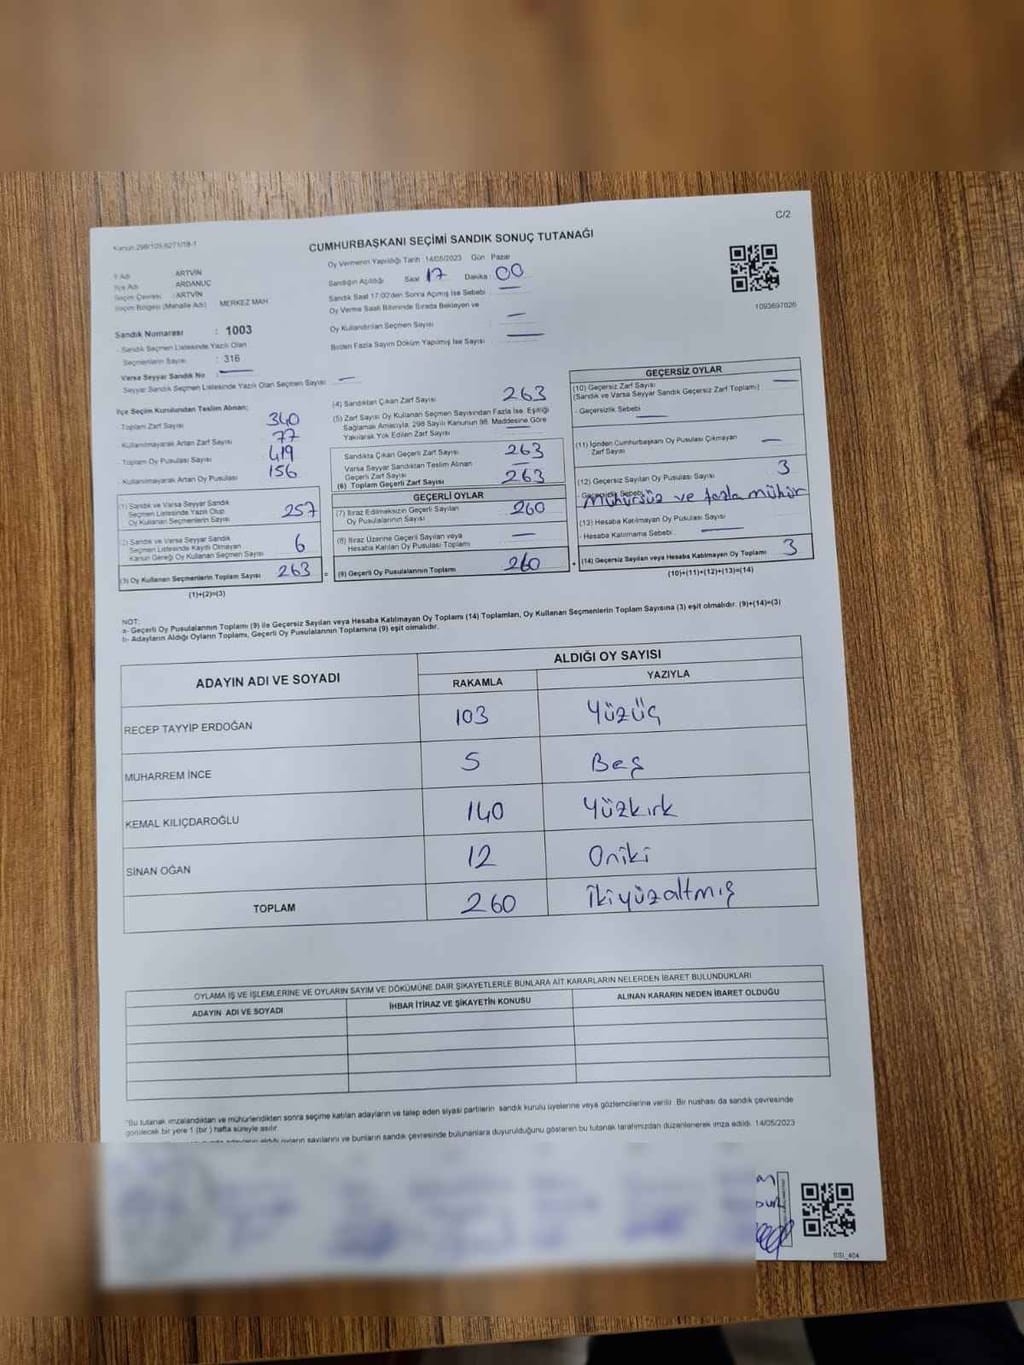 C/2
Kanun:298/105,6271/18-1
CUMHURBAŞKANI SEÇİMİ SANDIK SONUÇ TUTANAĞI
İl Adı : ARTVİN
İlçe Adı : ARDANUÇ
Seçim Çevresi : ARTVİN
Seçim Bölgesi (Mahalle Adı) MERKEZ MAH
Sandık Numarası : 1003
- Sandık Seçmen Listesinde Yazılı Olan
Seçmenlerin Sayısı : 316
Varsa Seyyar Sandık No
Seyyar Sandık Seçmen Listesinde Yazılı Olan Seçmen Sayısı
Oy Vermenin Yapıldığı Tarih :14/05/2023 Gün Pazar
Sandığın Açıldığı Saat 17 Dakika 00
Sandık Saat 17:00'den Sonra Açılmış İse Sebebi
Oy Verme Saati Bitiminde Sırada Bekleyen ve
Oy Kullandırılan Seçmen Sayısı
Birden Fazla Sayım Döküm Yapılmış İse Sayısı
1093697026
İlçe Seçim Kurulundan Teslim Alınan;
- Toplam Zarf Sayısı 340
- Kullanılmayarak Artan Zarf Sayısı 77
- Toplam Oy Pusulası Sayısı 419
- Kullanılmayarak Artan Oy Pusulası 156
(1) Sandık ve Varsa Seyyar Sandık
Seçmen Listesinde Yazılı Olup
Oy Kullanan Seçmenlerin Sayısı 257
(2) Sandık ve Varsa Seyyar Sandık
Seçmen Listesinde Kayıtlı Olmayan
Kanun Gereği Oy Kullanan Seçmen Sayısı 6
(3) Oy Kullanan Seçmenlerin Toplam Sayısı 263 =
(1)+(2)=(3)
(4) Sandıktan Çıkan Zarf Sayısı 263
(5) Zarf Sayısı Oy Kullanan Seçmen Sayısından Fazla İse, Eşitliği
Sağlamak Amacıyla; 298 Sayılı Kanunun 98. Maddesine Göre
Yakılarak Yok Edilen Zarf Sayısı
Sandıkta Çıkan Geçerli Zarf Sayısı 263
Varsa Seyyar Sandıktan Teslim Alınan
Geçerli Zarf Sayısı
(6) Toplam Geçerli Zarf Sayısı 263
GEÇERLİ OYLAR
(7) İtiraz Edilmeksizin Geçerli Sayılan
Oy Pusulalarının Sayısı 260
(8) İtiraz Üzerine Geçerli Sayılan veya
Hesaba Katılan Oy Pusulası Toplamı
(9) Geçerli Oy Pusulalarının Toplamı 260 +
GEÇERSİZ OYLAR
(10) Geçersiz Zarf Sayısı
(Sandık ve Varsa Seyyar Sandık Geçersiz Zarf Toplamı)
- Geçersizlik Sebebi
(11) İçinden Cumhurbaşkanı Oy Pusulası Çıkmayan
Zarf Sayısı
(12) Geçersiz Sayılan Oy Pusulası Sayısı 3
- Geçersizlik Sebebi Mühürsüz ve fazla mühür
(13) Hesaba Katılmayan Oy Pusulası Sayısı
- Hesaba Katılmama Sebebi
(14) Geçersiz Sayılan veya Hesaba Katılmayan Oy Toplamı 3
(10)+(11)+(12)+(13)=(14)
NOT:
a- Geçerli Oy Pusulalarının Toplamı (9) ile Geçersiz Sayılan veya Hesaba Katılmayan Oy Toplamı (14) Toplamları, Oy Kullanan Seçmenlerin Toplam Sayısına (3) eşit olmalıdır. (9)+(14)=(3)
b- Adayların Aldığı Oyların Toplamı, Geçerli Oy Pusulalarının Toplamına (9) eşit olmalıdır.
ADAYIN ADI VE SOYADI
ALDIĞI OY SAYISI
RAKAMLA YAZIYLA
RECEP TAYYİP ERDOĞAN 103 Yüzüç
MUHARREM İNCE 5 Beş
KEMAL KILIÇDAROĞLU 140 Yüzkırk
SİNAN OĞAN 12 Oniki
TOPLAM 260 İkiyüzaltmış
OYLAMA İŞ VE İŞLEMLERİNE VE OYLARIN SAYIM VE DÖKÜMÜNE DAİR ŞİKAYETLERLE BUNLARA AİT KARARLARIN NELERDEN İBARET BULUNDUKLARI
ADAYIN ADI VE SOYADI İHBAR İTİRAZ VE ŞİKAYETİN KONUSU ALINAN KARARIN NEDEN İBARET OLDUĞU
"Bu tutanak imzalandıktan ve mühürlendikten sonra seçime katılan adayların ve talep eden siyasi partilerin sandık kurulu üyelerine veya gözlemcilerine verilir. Bir nüshası da sandık çevresinde
görülecek bir yere 1 (bir) hafta süreyle asılır.
adayların aldığı oyların sayılarını ve bunların sandık çevresinde bulunanlara duyurulduğunu gösteren bu tutanak tarafımızdan düzenlenerek imza edildi. 14/05/2023